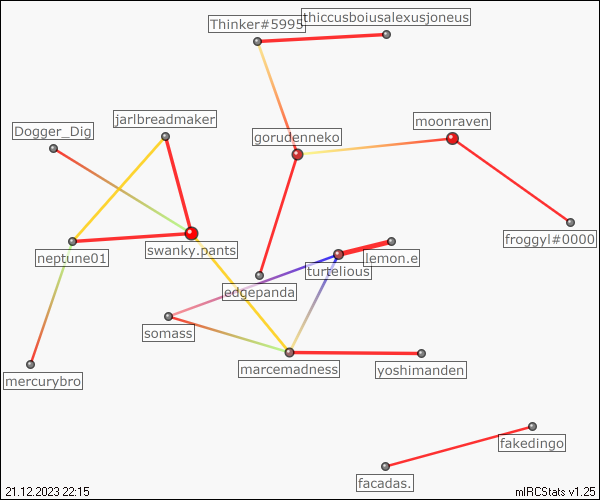 thiccusboiusalexusjoneus
Thinker#5995
jarlbreadmaker
moonraven
Dogger_Dig
gorudenneko
froggyl#0000
swanky.pants
neptune01
lemon.e
turtelious
edgepanda
somass
marcemadness
yoshimanden
mercurybro
fakedingo
facadas.
21.12.2023 22:15
mIRCStats v1.25